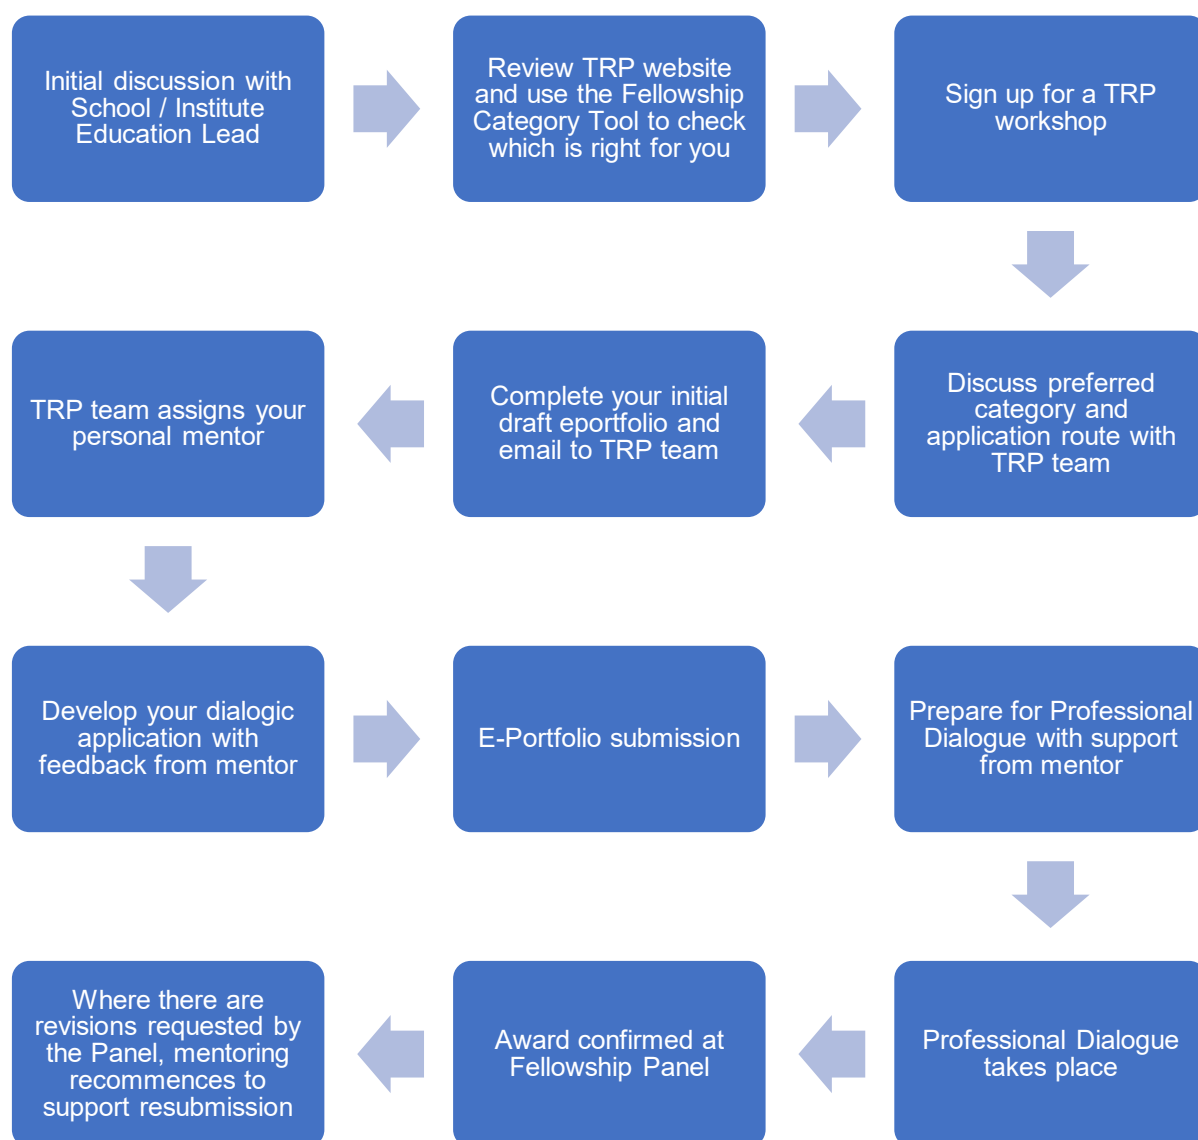 Initial discussion with
School / Institute
Education Lead
Review TRP website
and use the Fellowship
Category Tool to check
which is right for you
Sign up for a TRP
workshop
Discuss preferred
category and
application route with
TRP team
Complete your initial
draft eportfolio and
email to TRP team
TRP team assigns your
personal mentor
Develop your dialogic
application with
feedback from mentor
E-Portfolio submission
Prepare for Professional
Dialogue with support
from mentor
Professional Dialogue
takes place
Award confirmed at
Fellowship Panel
Where there are
revisions requested by
the Panel, mentoring
recommences to
support resubmission